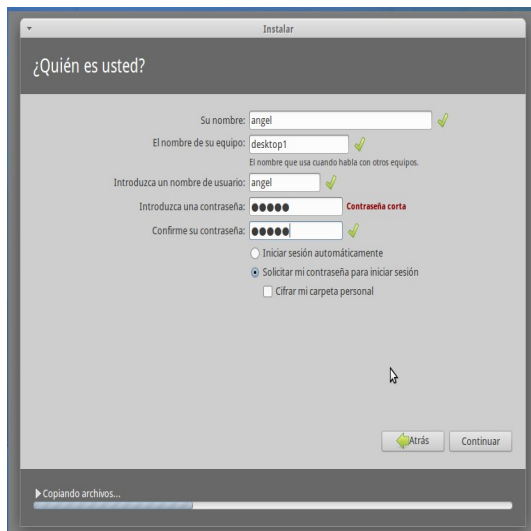 Instalar
¿Quién es usted?
Su nombre: angel
El nombre de su equipo: desktop1
El nombre que usa cuando habla con otros equipos.
Introduzca un nombre de usuario: angel
Introduzca una contraseña: ●●●●● Contraseña corta
Confirme su contraseña: ●●●●●
Iniciar sesión automáticamente
Solicitar mi contraseña para iniciar sesión
Cifrar mi carpeta personal
Atrás Continuar
Copiando archivos...